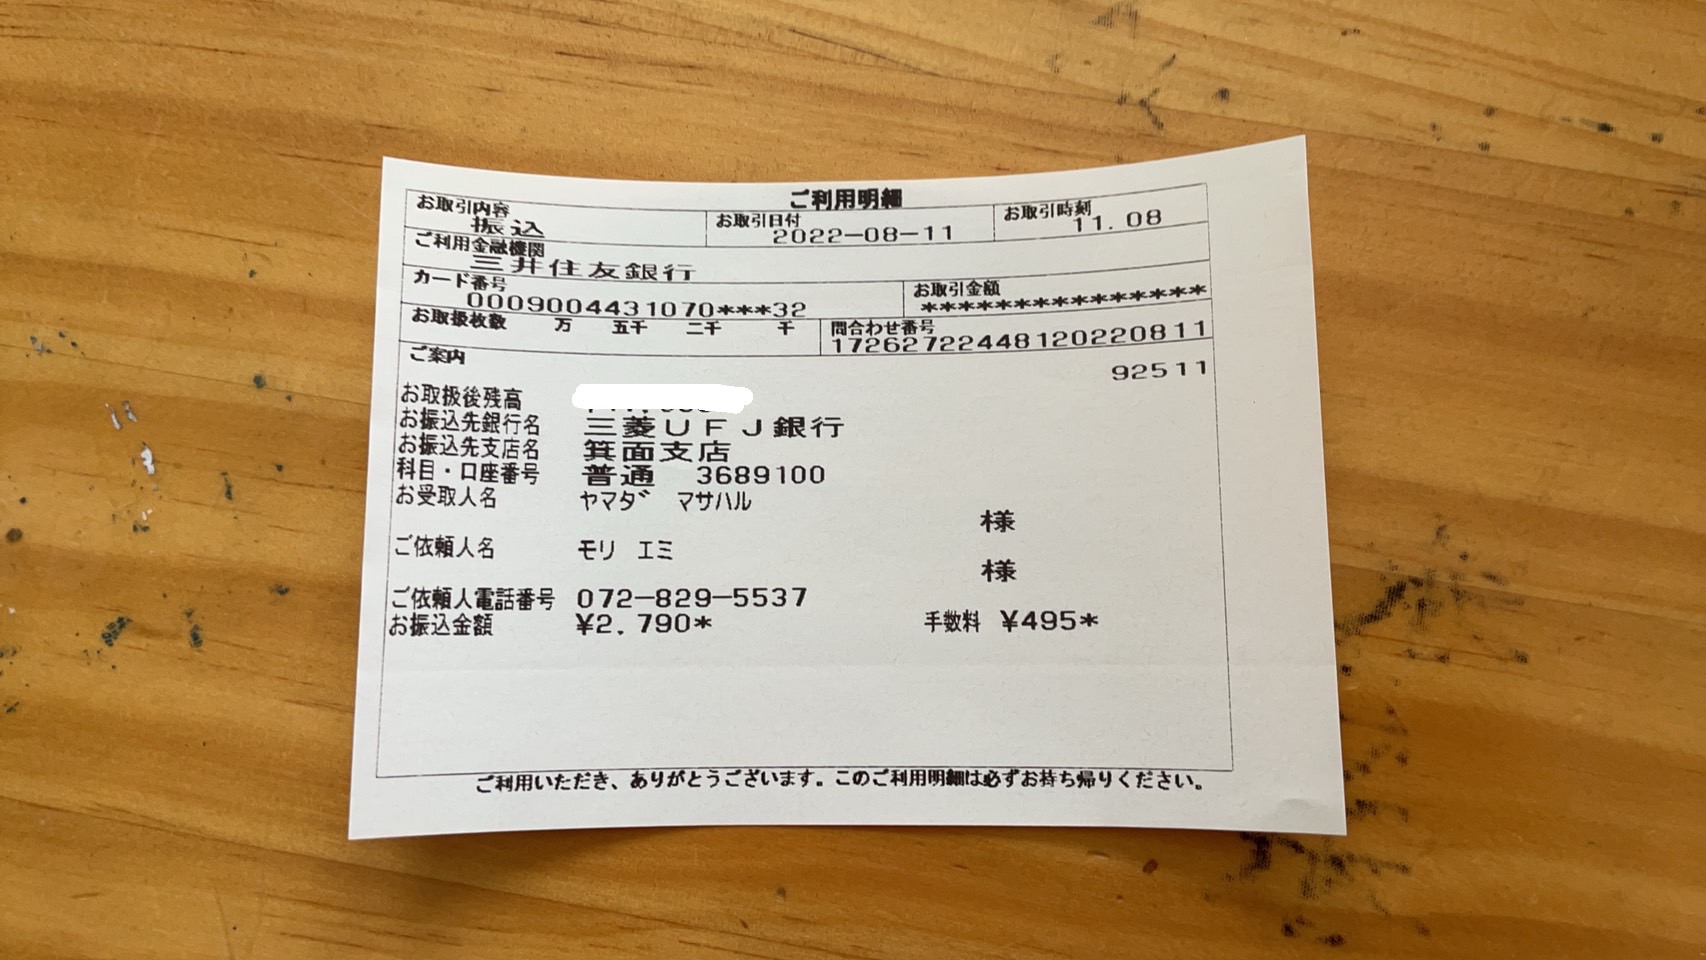 ご利用明細
お取引内容 お取引日付 お取引時刻
振込 2022-08-11 11.08
ご利用金融機関
三井住友銀行
カード番号 お取引金額
0009004431070***32 ***************
お取扱枚数 万 五千 二千 千 問合わせ番号
17262722448120220811
ご案内
92511
お取扱後残高
お振込先銀行名 三菱UFJ銀行
お振込先支店名 箕面支店
科目・口座番号 普通 3689100
お受取人名 ヤマダ マサハル
様
ご依頼人名 モリ エミ
様
ご依頼人電話番号 072-829-5537
お振込金額 ¥2,790* 手数料 ¥495*
ご利用いただき、ありがとうございます。このご利用明細は必ずお持ち帰りください。